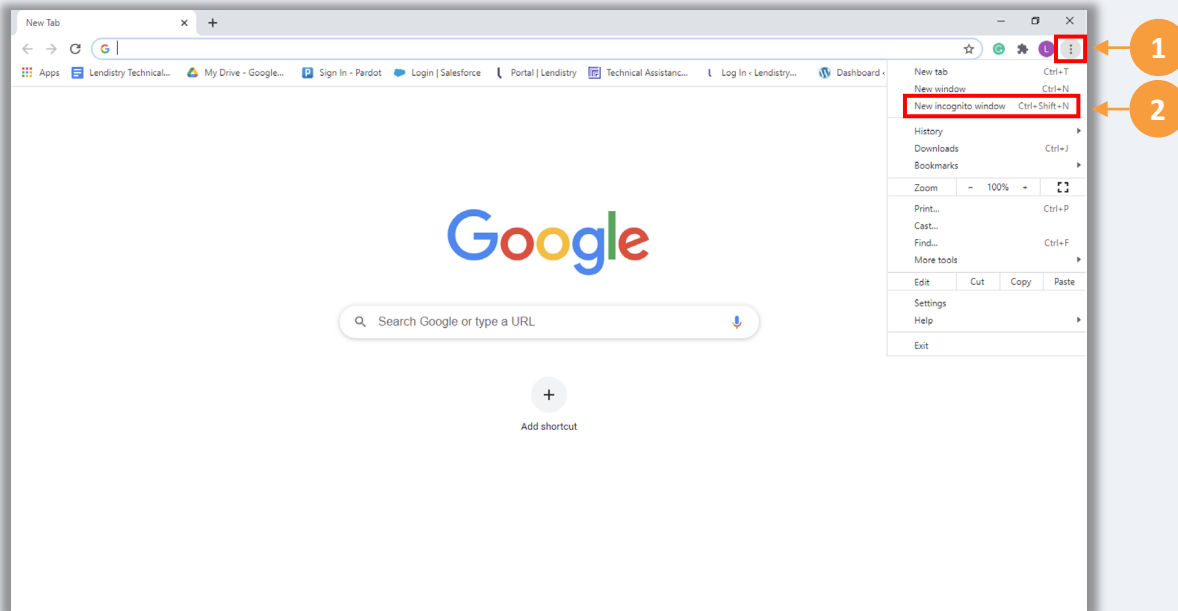 New Tab
G
L
1
Apps Lendistry Technical... My Drive - Google... P Sign In - Pardot Login | Salesforce Portal | Lendistry Technical Assistanc... Log In ‹ Lendistry... Dashboard ‹
New tab Ctrl+T
New window Ctrl+N
New incognito window Ctrl+Shift+N
2
History
Downloads Ctrl+J
Bookmarks
Zoom - 100% +
Print... Ctrl+P
Cast...
Find... Ctrl+F
More tools
Edit Cut Copy Paste
Settings
Help
Exit
Google
Search Google or type a URL
Add shortcut